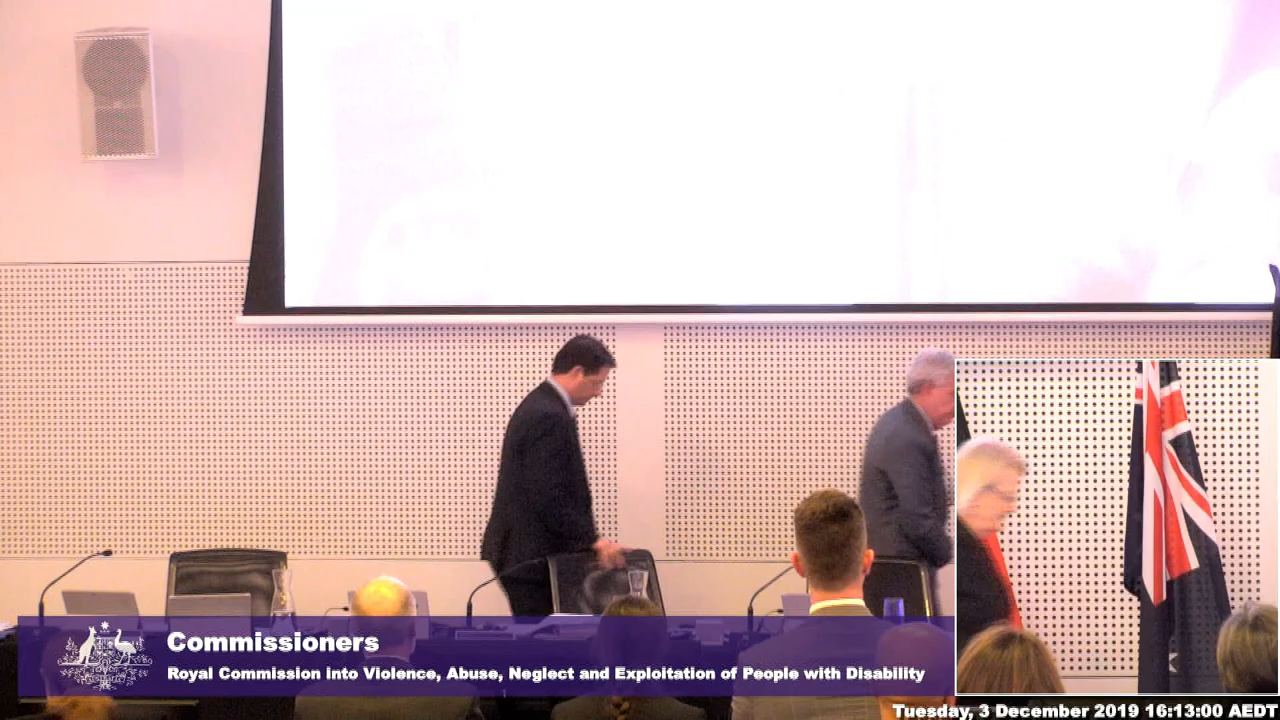 Commissioners
Royal Commission into Violence, Abuse, Neglect and Exploitation of People with Disability
Tuesday, 3 December 2019 16:13:00 AEDT